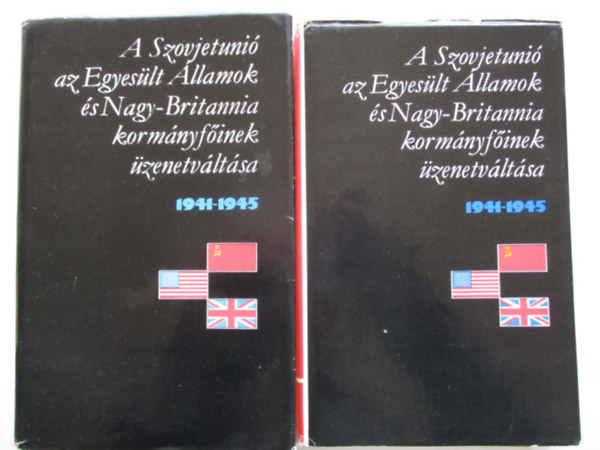 A Szovjetunió
az Egyesült Államok
és Nagy-Britannia
kormányfőinek
üzenetváltása
1941-1945
A Szovjetunió
az Egyesült Államok
és Nagy-Britannia
kormányfőinek
üzenetváltása
1941-1945